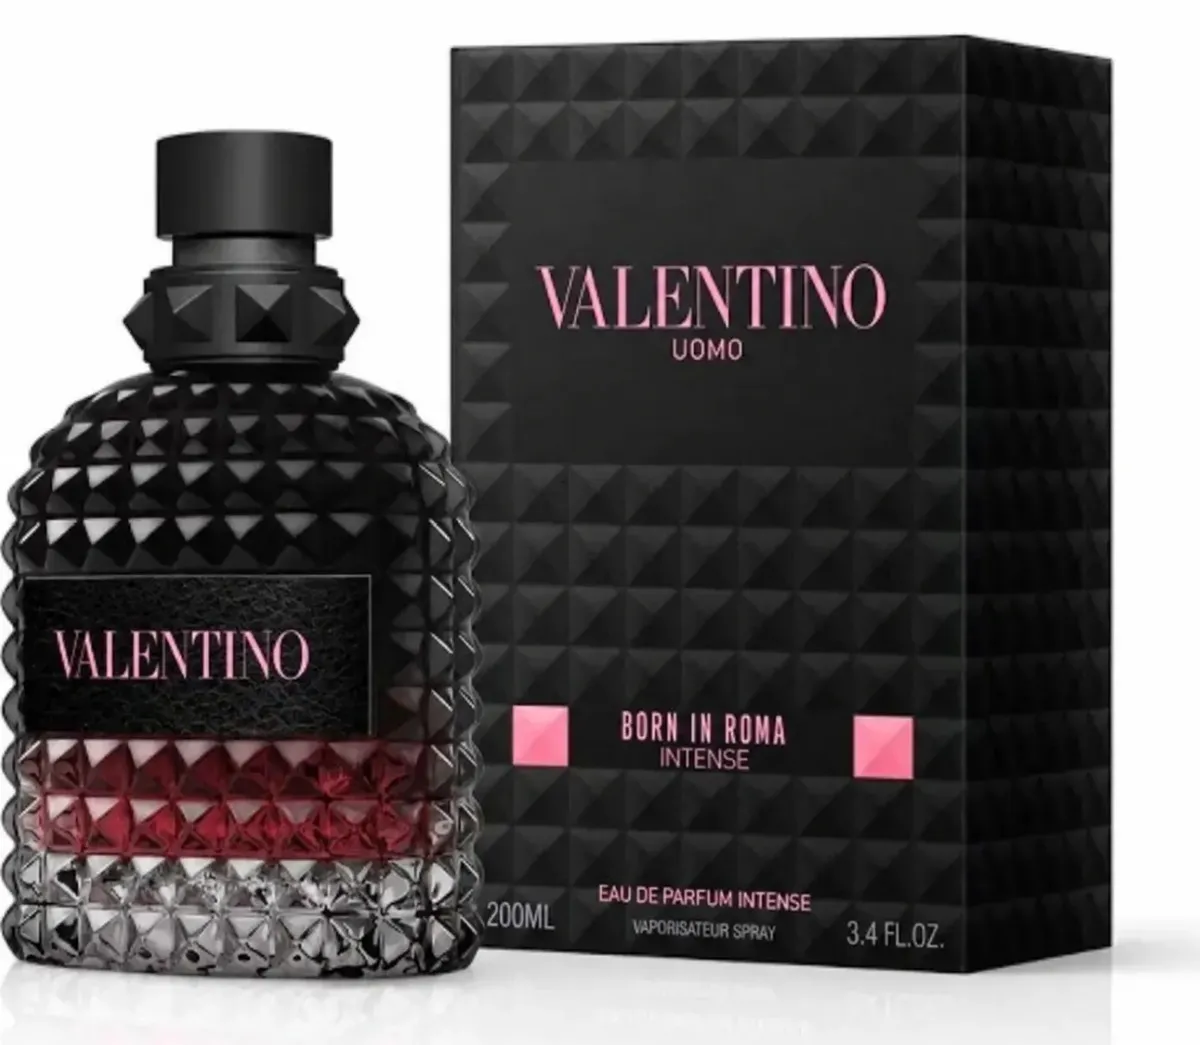 VALENTINO
UOMO
VALENTINO
BORN IN ROMA
INTENSE
EAU DE PARFUM INTENSE
200ML
VAPORISATEUR SPRAY
3.4 FL.OZ.